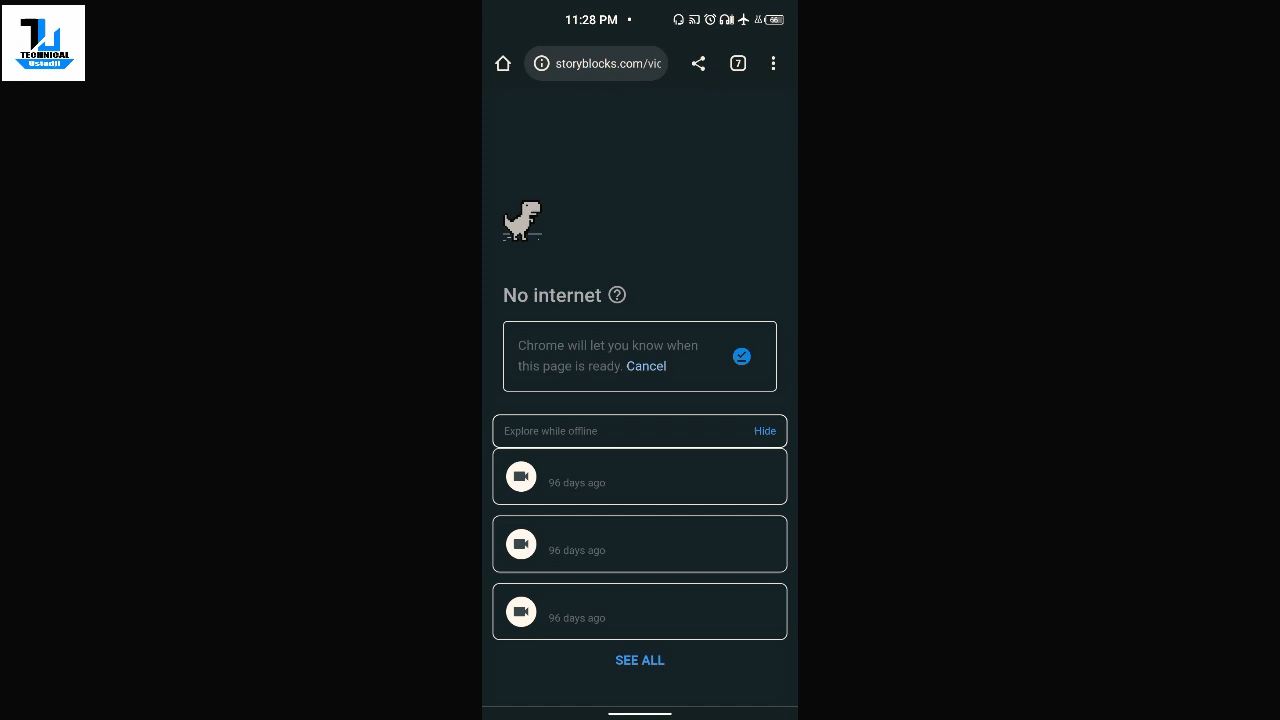 TECHNICAL
11:28 PM
66
storyblocks.com/vic
7
No internet
Chrome will let you know when
this page is ready. Cancel
Explore while offline Hide
96 days ago
96 days ago
96 days ago
SEE ALL